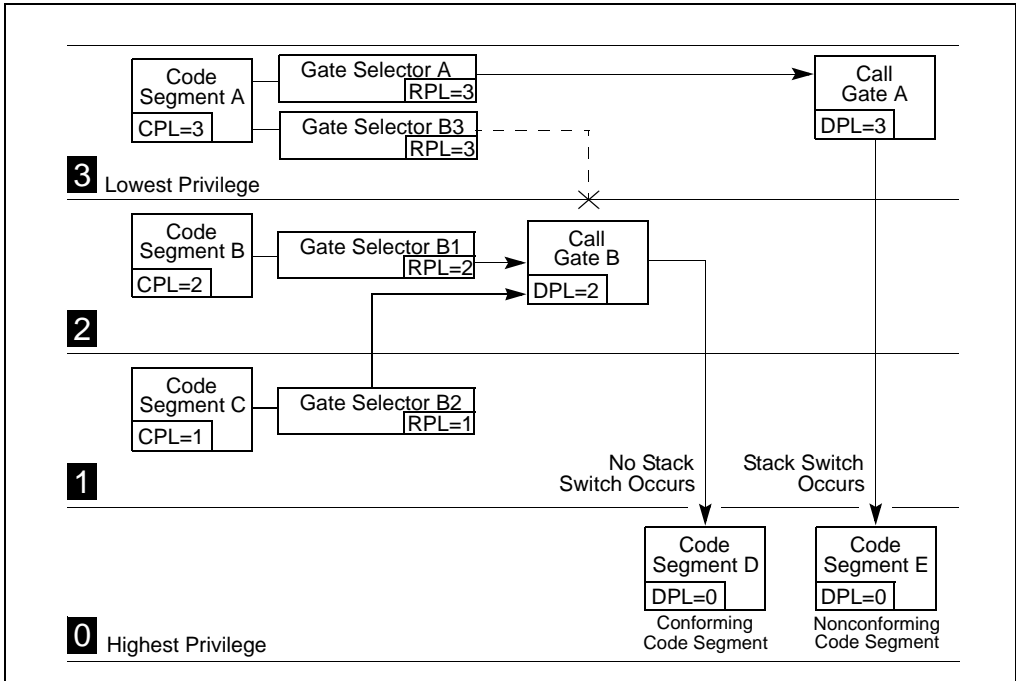 Code
Segment A
CPL=3
Gate Selector A
RPL=3
Gate Selector B3
RPL=3
Call
Gate A
DPL=3
3 Lowest Privilege
Code
Segment B
CPL=2
Gate Selector B1
RPL=2
Call
Gate B
DPL=2
2
Code
Segment C
CPL=1
Gate Selector B2
RPL=1
No Stack
Switch Occurs
Stack Switch
Occurs
1
Code
Segment D
DPL=0
Conforming
Code Segment
Code
Segment E
DPL=0
Nonconforming
Code Segment
0 Highest Privilege